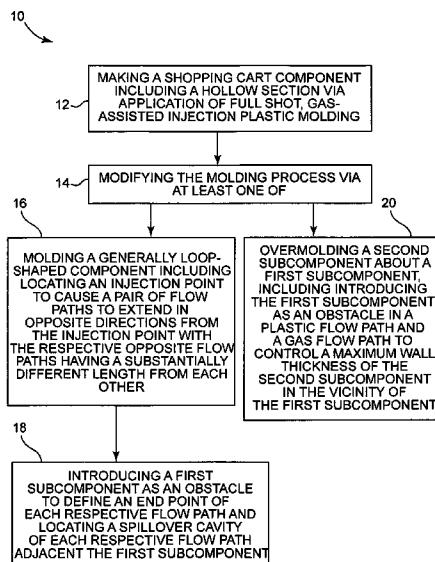 10
MAKING A SHOPPING CART COMPONENT
INCLUDING A HOLLOW SECTION VIA
APPLICATION OF FULL SHOT, GAS-
ASSISTED INJECTION PLASTIC MOLDING
12
MODIFYING THE MOLDING PROCESS VIA
AT LEAST ONE OF
14
16
MOLDING A GENERALLY LOOP-
SHAPED COMPONENT INCLUDING
LOCATING AN INJECTION POINT
TO CAUSE A PAIR OF FLOW
PATHS TO EXTEND IN
OPPOSITE DIRECTIONS FROM
THE INJECTION POINT WITH
THE RESPECTIVE OPPOSITE FLOW
PATHS HAVING A SUBSTANTIALLY
DIFFERENT LENGTH FROM EACH
OTHER
20
OVERMOLDING A SECOND
SUBCOMPONENT ABOUT A
FIRST SUBCOMPONENT,
INCLUDING INTRODUCING
THE FIRST SUBCOMPONENT
AS AN OBSTACLE IN A
PLASTIC FLOW PATH AND
A GAS FLOW PATH TO
CONTROL A MAXIMUM WALL
THICKNESS OF THE
SECOND SUBCOMPONENT
IN THE VICINITY OF
THE FIRST SUBCOMPONENT
18
INTRODUCING A FIRST
SUBCOMPONENT AS AN OBSTACLE
TO DEFINE AN END POINT OF
EACH RESPECTIVE FLOW PATH AND
LOCATING A SPILLOVER CAVITY
OF EACH RESPECTIVE FLOW PATH
ADJACENT THE FIRST SUBCOMPONENT